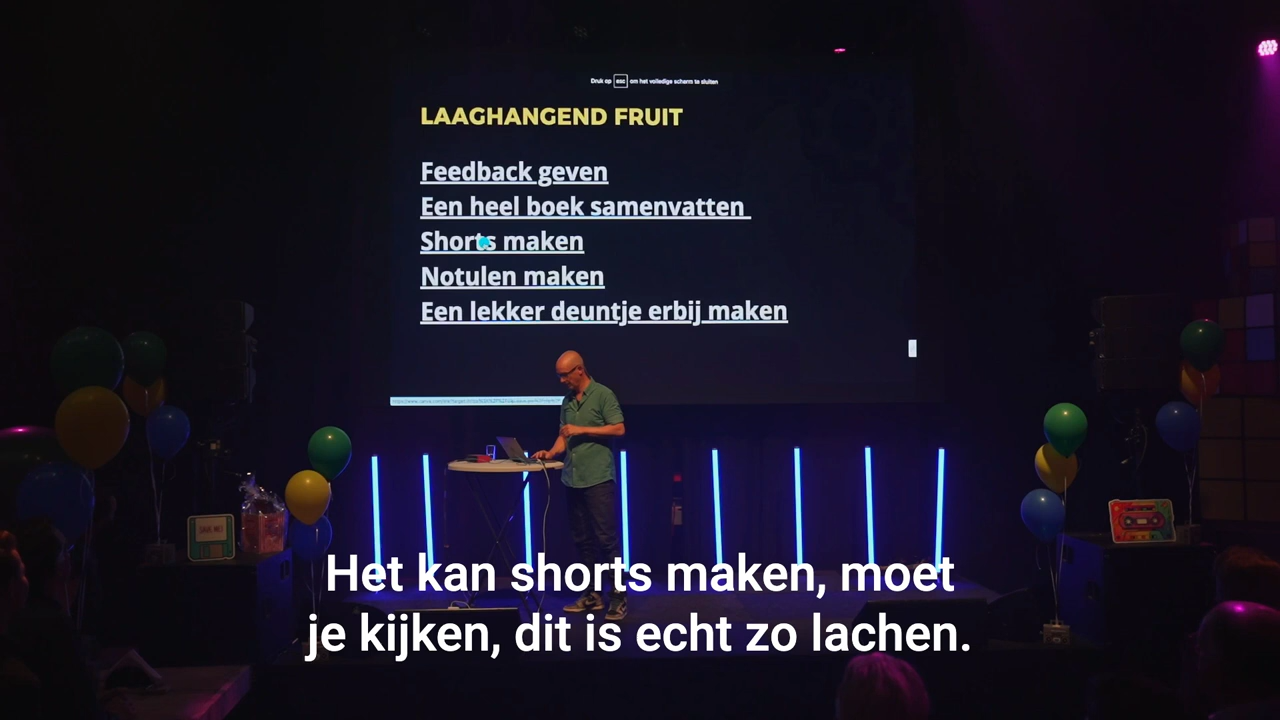 Druk op esc om het volledige scherm te sluiten
LAAGHANGEND FRUIT
Feedback geven
Een heel boek samenvatten
Shorts maken
Notulen maken
Een lekker deuntje erbij maken
Het kan shorts maken, moet
je kijken, dit is echt zo lachen.